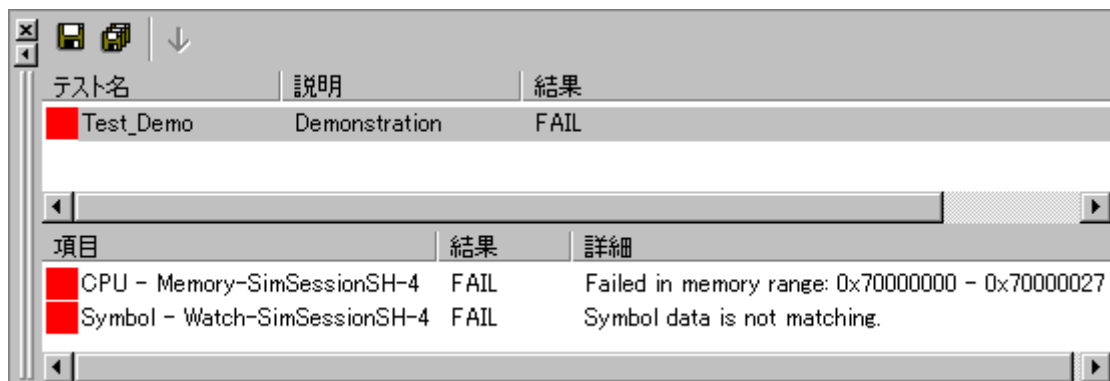 テスト名 説明 結果
Test_Demo Demonstration FAIL
項目 結果 詳細
CPU - Memory-SimSessionSH-4 FAIL Failed in memory range: 0x70000000 - 0x70000027
Symbol - Watch-SimSessionSH-4 FAIL Symbol data is not matching.